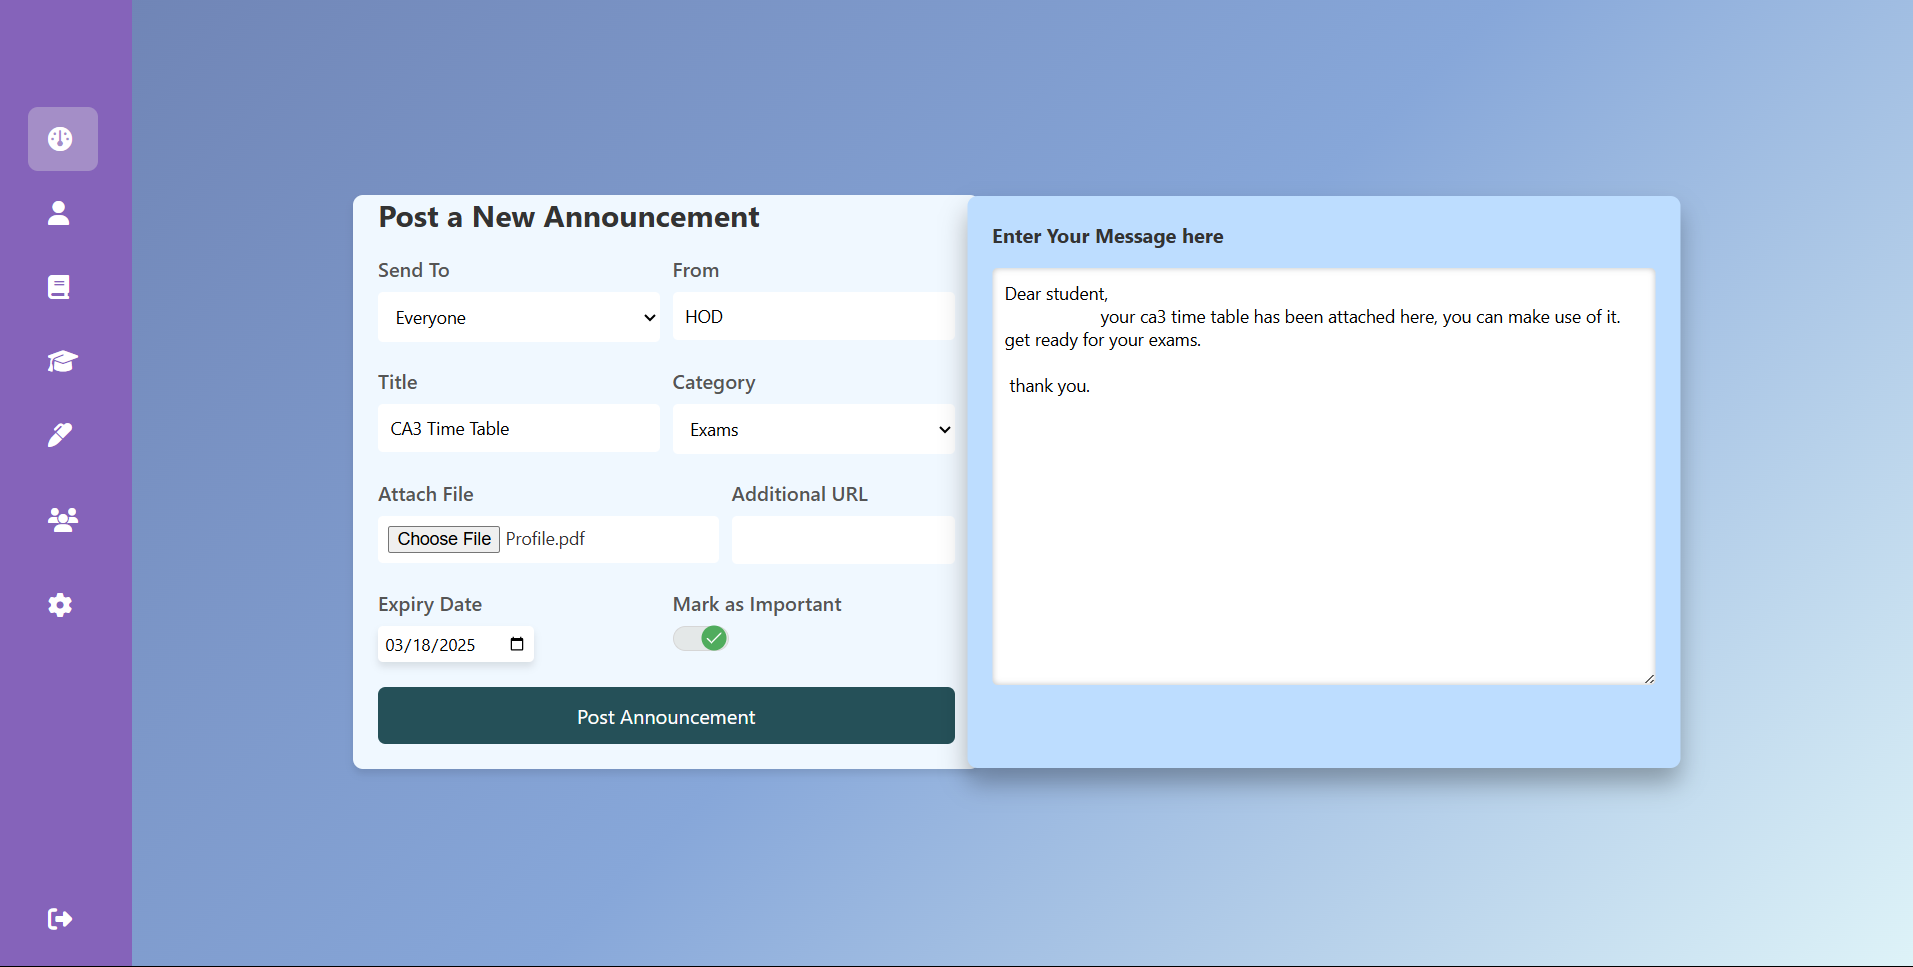 Post a New Announcement
Send To
From
Everyone
HOD
Title
Category
CA3 Time Table
Exams
Attach File
Additional URL
Choose File Profile.pdf
Expiry Date
Mark as Important
03/18/2025
Post Announcement
Enter Your Message here
Dear student,
your ca3 time table has been attached here, you can make use of it.
get ready for your exams.
thank you.